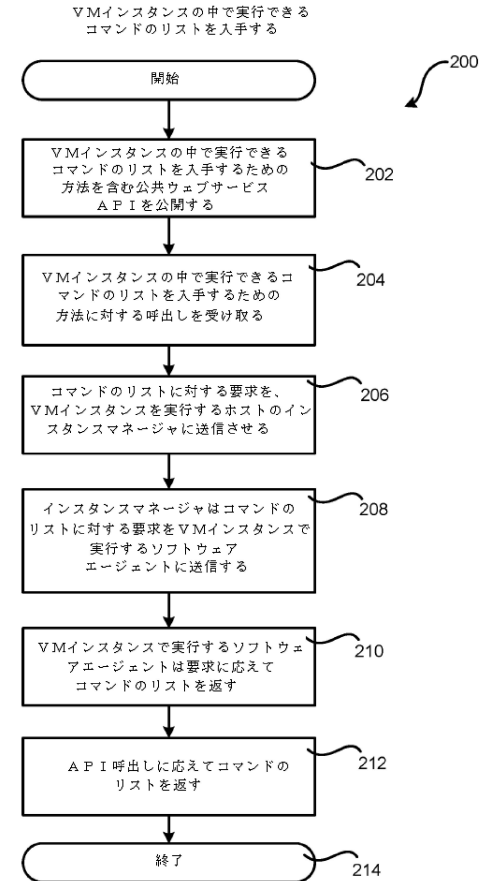 ＶＭインスタンスの中で実行できる
コマンドのリストを入手する
200
開始
ＶＭインスタンスの中で実行できる
コマンドのリストを入手するための
方法を含む公共ウェブサービス
ＡＰＩを公開する
202
ＶＭインスタンスの中で実行できるコ
マンドのリストを入手するための
方法に対する呼出しを受け取る
204
コマンドのリストに対する要求を、
ＶＭインスタンスを実行するホストのイン
スタンスマネージャに送信させる
206
インスタンスマネージャはコマンドの
リストに対する要求をＶＭインスタンスで
実行するソフトウェア
エージェントに送信する
208
ＶＭインスタンスで実行するソフトウェ
アエージェントは要求に応えて
コマンドのリストを返す
210
ＡＰＩ呼出しに応えてコマンドの
リストを返す
212
終了
214